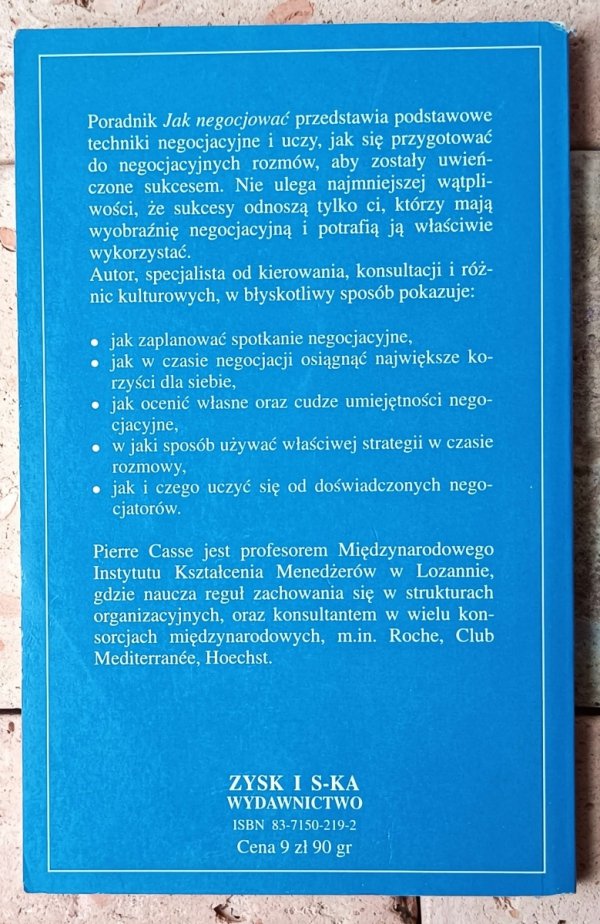 Poradnik Jak negocjować przedstawia podstawowe
techniki negocjacyjne i uczy, jak się przygotować
do negocjacyjnych rozmów, aby zostały uwień-
czone sukcesem. Nie ulega najmniejszej wątpli-
wości, że sukcesy odnoszą tylko ci, którzy mają
wyobraźnię negocjacyjną i potrafią ją właściwie
wykorzystać.
Autor, specjalista od kierowania, konsultacji i róż-
nic kulturowych, w błyskotliwy sposób pokazuje:
• jak zaplanować spotkanie negocjacyjne,
• jak w czasie negocjacji osiągnąć największe ko-
rzyści dla siebie,
• jak ocenić własne oraz cudze umiejętności nego-
cjacyjne,
• w jaki sposób używać właściwej strategii w czasie
rozmowy,
• jak i czego uczyć się od doświadczonych nego-
cjatorów.
Pierre Casse jest profesorem Międzynarodowego
Instytutu Kształcenia Menedżerów w Lozannie,
gdzie naucza reguł zachowania się w strukturach
organizacyjnych, oraz konsultantem w wielu kon-
sorcjach międzynarodowych, m.in. Roche, Club
Mediterranée, Hoechst.
ZYSK I S-KA
WYDAWNICTWO
ISBN 83-7150-219-2
Cena 9 zł 90 gr